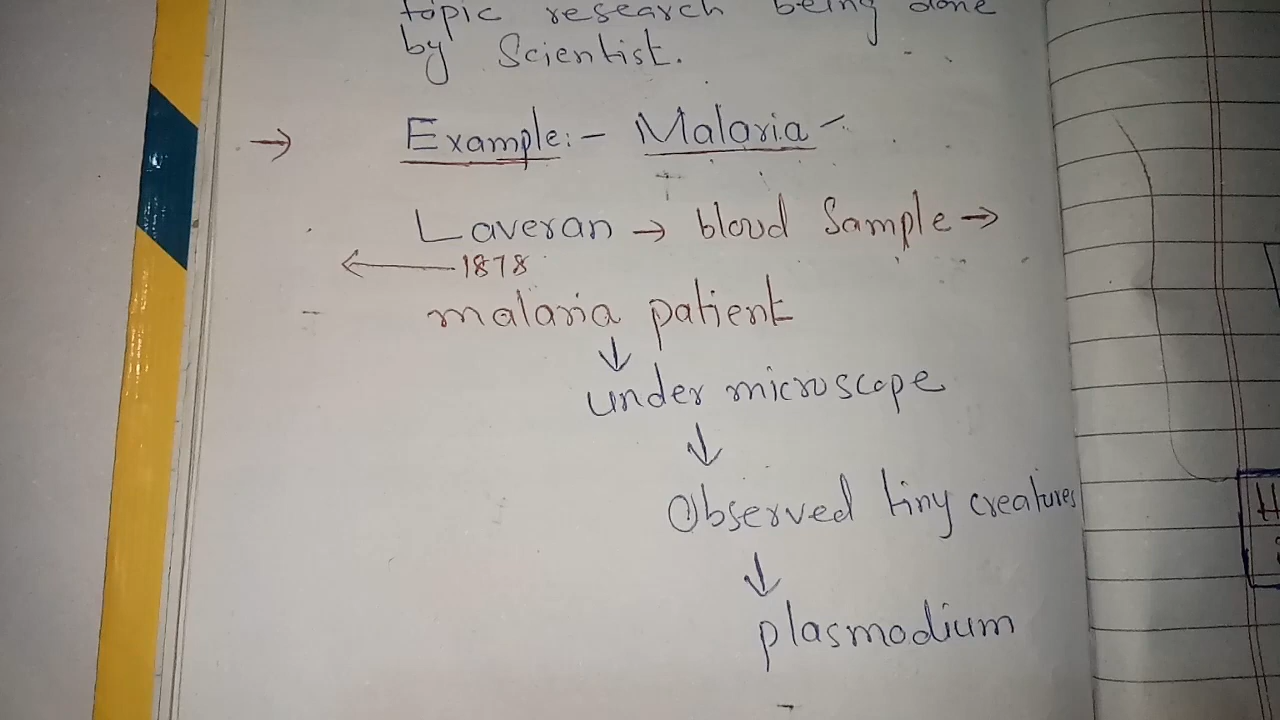 topic research being done
by Scientist.
→ Example:- Malaria -
Laveran → blood Sample →
← 1878
malaria patient
↓
under microscope
↓
Observed tiny creatures
↓
plasmodium
H